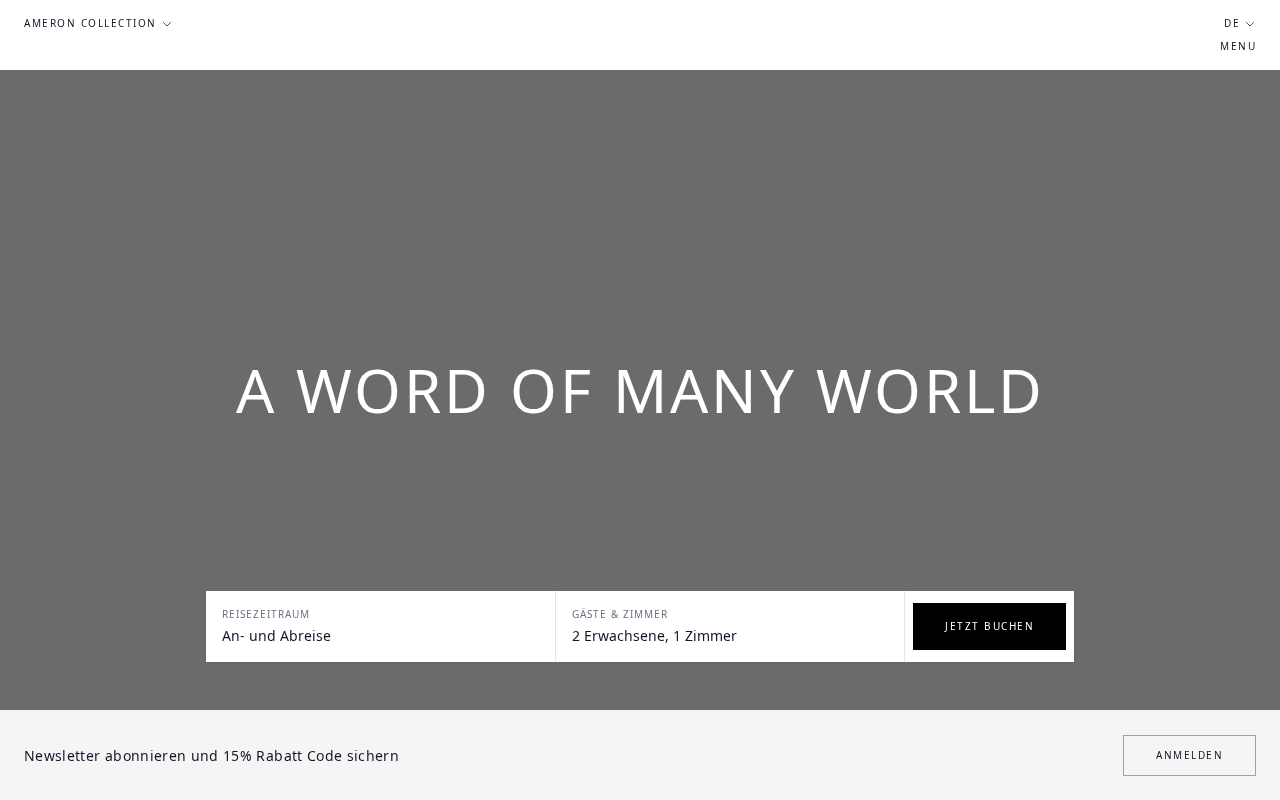 AMERON COLLECTION
DE
MENU
A WORD OF MANY WORLD
REISEZEITRAUM
An- und Abreise
GÄSTE & ZIMMER
2 Erwachsene, 1 Zimmer
JETZT BUCHEN
Newsletter abonnieren und 15% Rabatt Code sichern
ANMELDEN